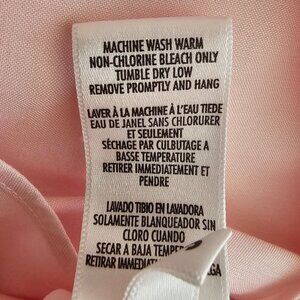 MACHINE WASH WARM
NON-CHLORINE BLEACH ONLY
TUMBLE DRY LOW
REMOVE PROMPTLY AND HANG
LAVER À LA MACHINE À L'EAU TIEDE
EAU DE JANEL SANS CHLORURER
ET SEULEMENT
SÉCHAGE PAR CULBUTAGE A
BASSE TEMPERATURE
RETIRER IMMEDIATEMENT ET
PENDRE
LAVADO TIBIO EN LAVADORA
SOLAMENTE BLANQUEADOR SIN
CLORO CUANDO
SECAR A BAJA
RETIRAR